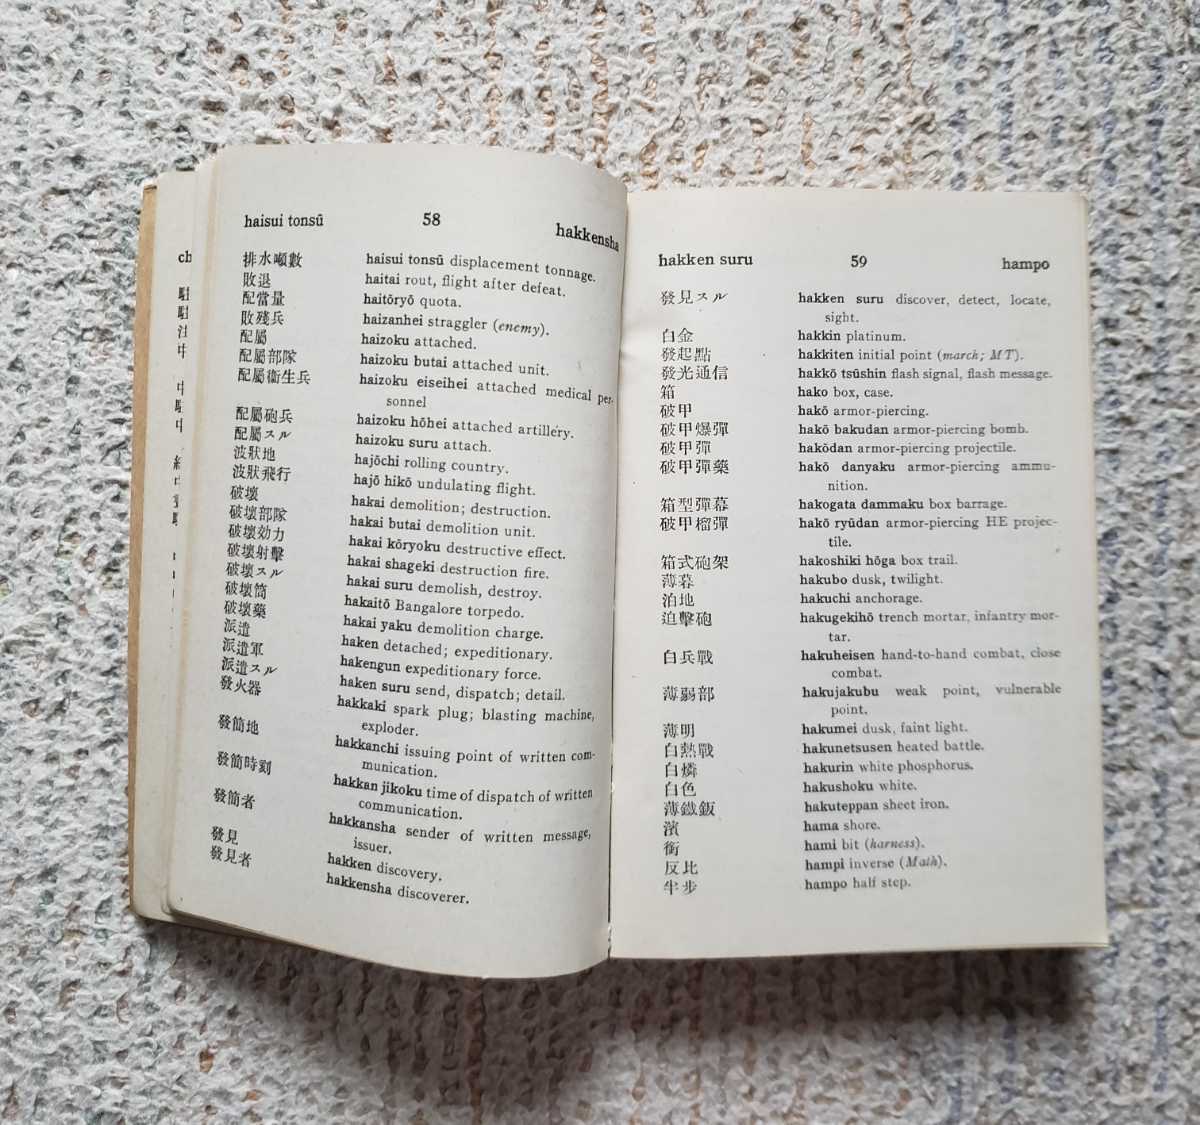 haisui tonsū 58 hakkensha
排水噸數 haisui tonsū displacement tonnage.
敗退 haitai rout, flight after defeat.
配當量 haitōryō quota.
敗殘兵 haizanhei straggler (enemy).
配屬 haizoku attached.
配屬部隊 haizoku butai attached unit.
配屬衞生兵 haizoku eiseihei attached medical per-
sonnel
配屬砲兵 haizoku hōhei attached artillery.
配屬スル haizoku suru attach.
波狀地 hajōchi rolling country.
波狀飛行 hajō hikō undulating flight.
破壞 hakai demolition; destruction.
破壞部隊 hakai butai demolition unit.
破壞効力 hakai kōryoku destructive effect.
破壞射擊 hakai shageki destruction fire.
破壞スル hakai suru demolish, destroy.
破壞筒 hakaitō Bangalore torpedo.
破壞藥 hakai yaku demolition charge.
派遣 haken detached; expeditionary.
派遣軍 hakengun expeditionary force.
派遣スル haken suru send, dispatch; detail.
發火器 hakkaki spark plug; blasting machine,
exploder.
發簡地 hakkanchi issuing point of written com-
munication.
發簡時刻 hakkan jikoku time of dispatch of written
communication.
發簡者 hakkansha sender of written message,
issuer.
發見 hakken discovery.
發見者 hakkensha discoverer.
hakken suru 59 hampo
發見スル hakken suru discover, detect, locate,
sight.
白金 hakkin platinum.
發起點 hakkiten initial point (march; MT).
發光通信 hakkō tsūshin flash signal, flash message.
箱 hako box, case.
破甲 hakō armor-piercing.
破甲爆彈 hakō bakudan armor-piercing bomb.
破甲彈 hakōdan armor-piercing projectile.
破甲彈藥 hakō danyaku armor-piercing ammu-
nition.
箱型彈幕 hakogata dammaku box barrage.
破甲榴彈 hakō ryūdan armor-piercing HE projec-
tile.
箱式砲架 hakoshiki hōga box trail.
薄暮 hakubo dusk, twilight.
泊地 hakuchi anchorage.
迫擊砲 hakugekihō trench mortar, infantry mor-
tar.
白兵戰 hakuheisen hand-to-hand combat, close
combat.
薄弱部 hakujakubu weak point, vulnerable
point.
薄明 hakumei dusk, faint light.
白熱戰 hakunetsusen heated battle.
白燐 hakurin white phosphorus.
白色 hakushoku white.
薄鐵鈑 hakuteppan sheet iron.
濱 hama shore.
銜 hami bit (harness).
反比 hampi inverse (Math).
半步 hampo half step.